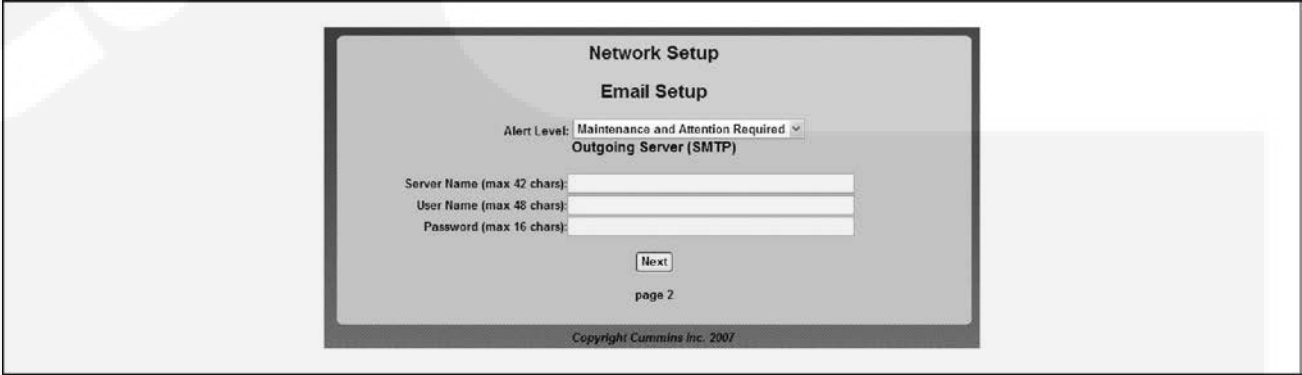 Network Setup
Email Setup
Alert Level: Maintenance and Attention Required
Outgoing Server (SMTP)
Server Name (max 42 chars):
User Name (max 48 chars):
Password (max 16 chars):
Next
page 2
Copyright Cummins Inc. 2007